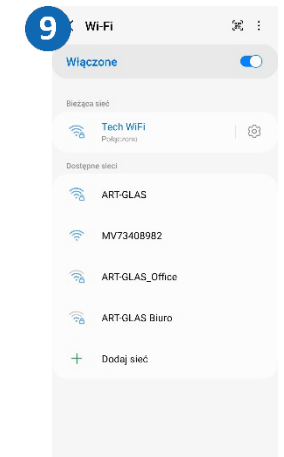 9
Wi-Fi
Włączone
Bieżąca sieć
Tech WiFi
Połączono
Dostępne sieci
ART-GLAS
MV73408982
ART-GLAS_Office
ART-GLAS Biuro
Dodaj sieć